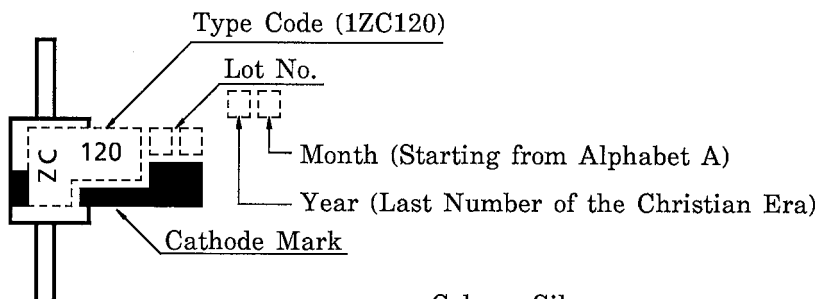 Type Code (1ZC120)
Lot No.
ZC 120
Month (Starting from Alphabet A)
Year (Last Number of the Christian Era)
Cathode Mark